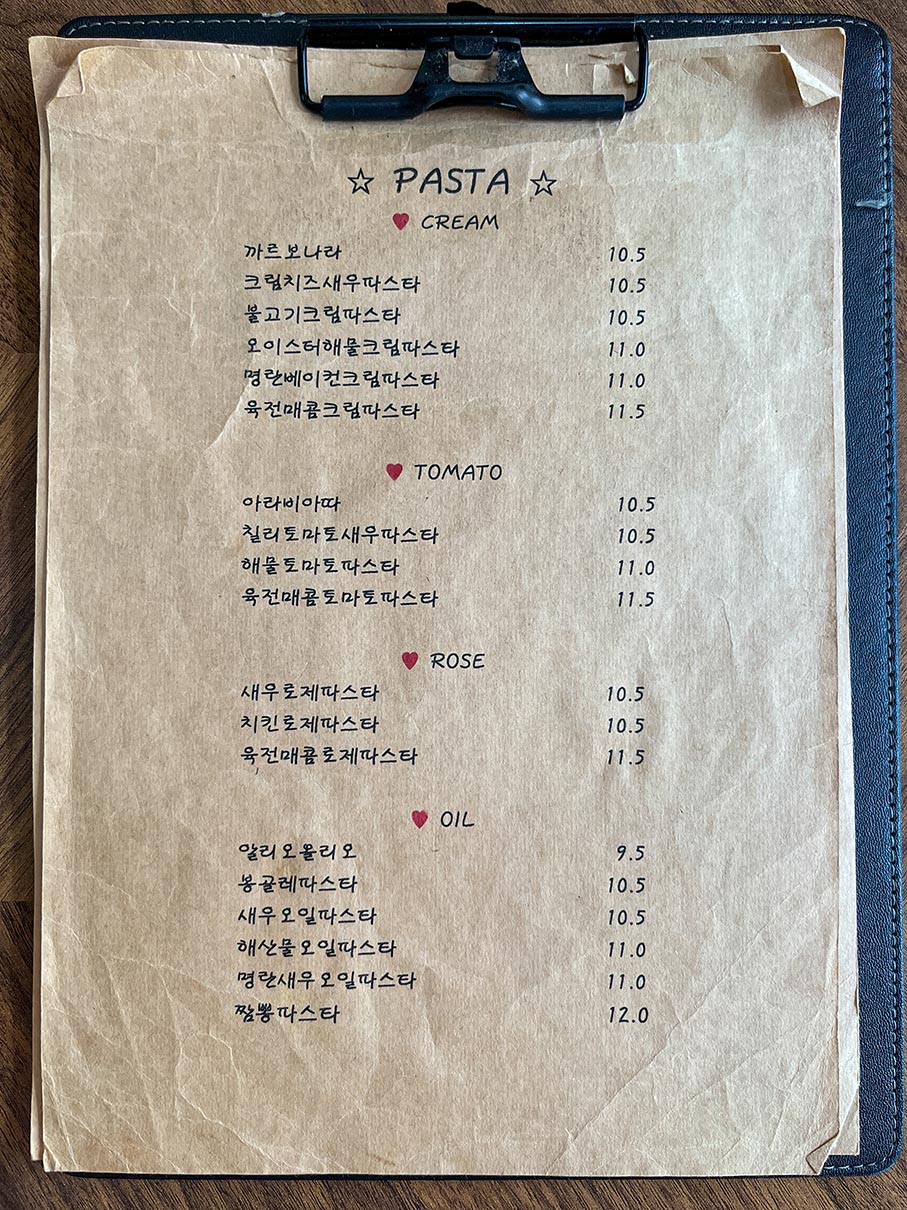 ☆ PASTA ☆
♥ CREAM
까르보나라 10.5
크림치즈새우파스타 10.5
불고기크림파스타 10.5
오이스터해물크림파스타 11.0
명란베이컨크림파스타 11.0
육전매콤크림파스타 11.5
♥ TOMATO
아라비아따 10.5
칠리토마토새우파스타 10.5
해물토마토파스타 11.0
육전매콤토마토파스타 11.5
♥ ROSE
새우로제파스타 10.5
치킨로제파스타 10.5
육전매콤로제파스타 11.5
♥ OIL
알리오올리오 9.5
봉골레파스타 10.5
새우오일파스타 10.5
해산물오일파스타 11.0
명란새우오일파스타 11.0
짬뽕파스타 12.0